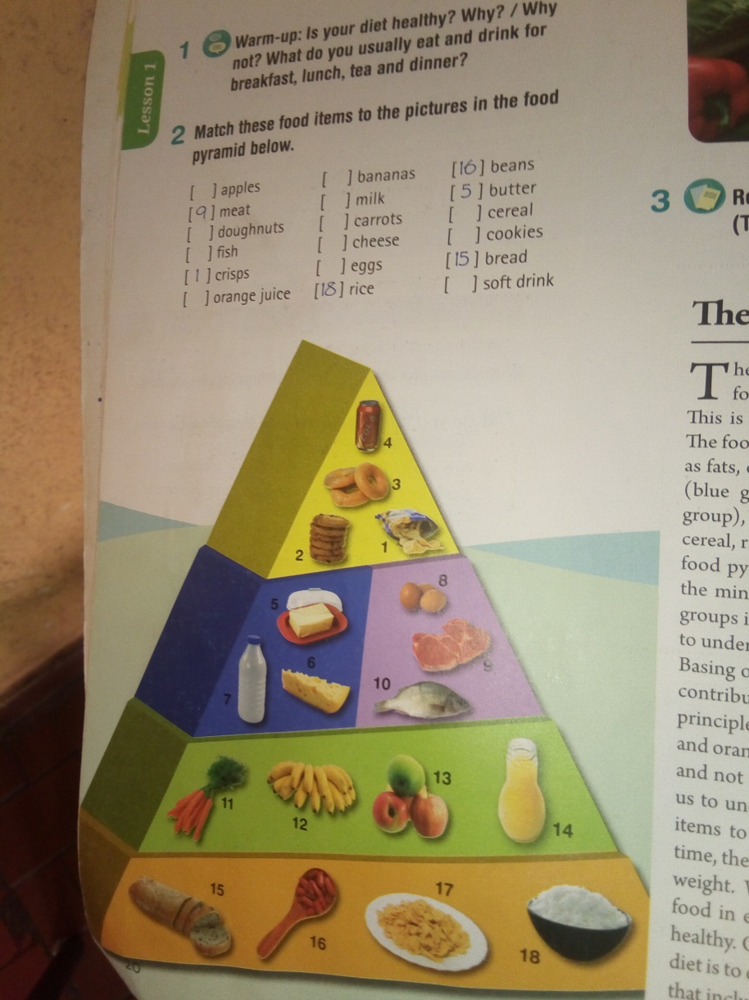 Lesson 1
1 Warm-up: Is your diet healthy? Why? / Why
not? What do you usually eat and drink for
breakfast, lunch, tea and dinner?
2 Match these food items to the pictures in the food
pyramid below.
[ ] apples
[9] meat
[ ] doughnuts
[ ] fish
[1] crisps
[ ] orange juice
[ ] bananas
[ ] milk
[ ] carrots
[ ] cheese
[ ] eggs
[18] rice
[16] beans
[5] butter
[ ] cereal
[ ] cookies
[15] bread
[ ] soft drink
4
3
2
1
5
8
6
9
7
10
11
12
13
14
15
16
17
18
20
3
(T
The
The
fo
This is
The foo
as fats,
(blue g
group),
cereal, r
food py
the min
groups i
to under
Basing o
contribu
principle
and oran
and not
us to un
items to
time, the
weight.
food in e
healthy.
diet is to
that incl